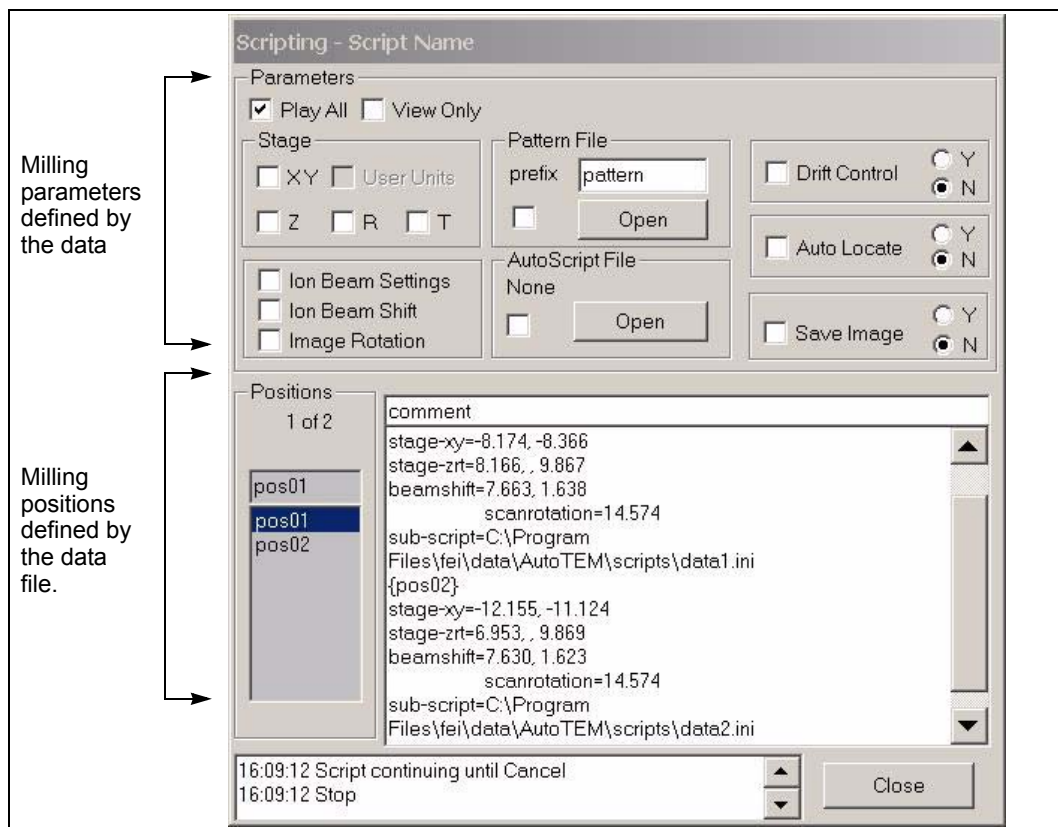 Scripting - Script Name
Parameters
Play All View Only
Stage
XY User Units
Z R T
Pattern File
prefix pattern
Open
Drift Control Y
N
Auto Locate Y
N
Ion Beam Settings
Ion Beam Shift
Image Rotation
AutoScript File
None
Open
Save Image Y
N
Milling
parameters
defined by
the data
Positions
1 of 2
pos01
pos01
pos02
comment
stage-xy=-8.174, -8.366
stage-zrt=8.166, , 9.867
beamshift=7.663, 1.638
scanrotation=14.574
sub-script=C:\Program
Files\fei\data\AutoTEM\scripts\data1.ini
{pos02}
stage-xy=-12.155, -11.124
stage-zrt=6.953, , 9.869
beamshift=7.630, 1.623
scanrotation=14.574
sub-script=C:\Program
Files\fei\data\AutoTEM\scripts\data2.ini
Milling
positions
defined by
the data
file.
16:09:12 Script continuing until Cancel
16:09:12 Stop
Close